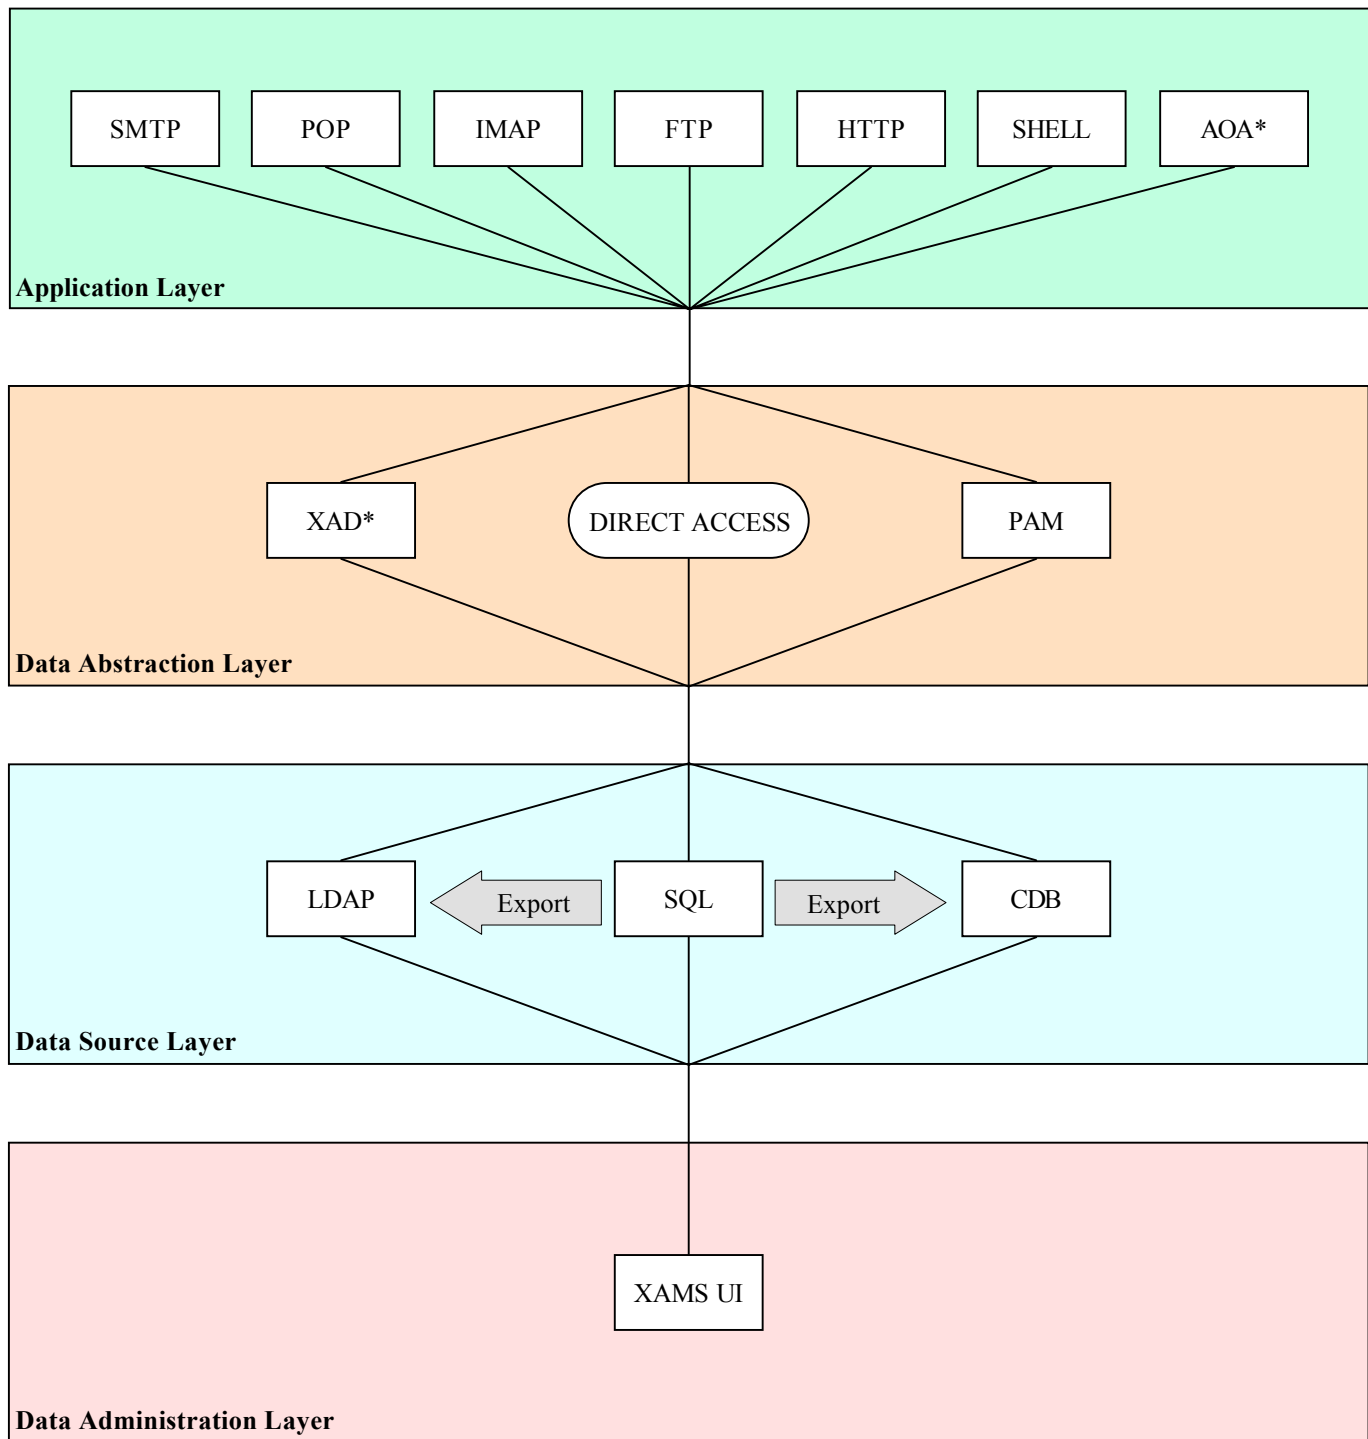 SMTP
POP
IMAP
FTP
HTTP
SHELL
AOA*
Application Layer
XAD*
DIRECT ACCESS
PAM
Data Abstraction Layer
LDAP
Export
SQL
Export
CDB
Data Source Layer
XAMS UI
Data Administration Layer